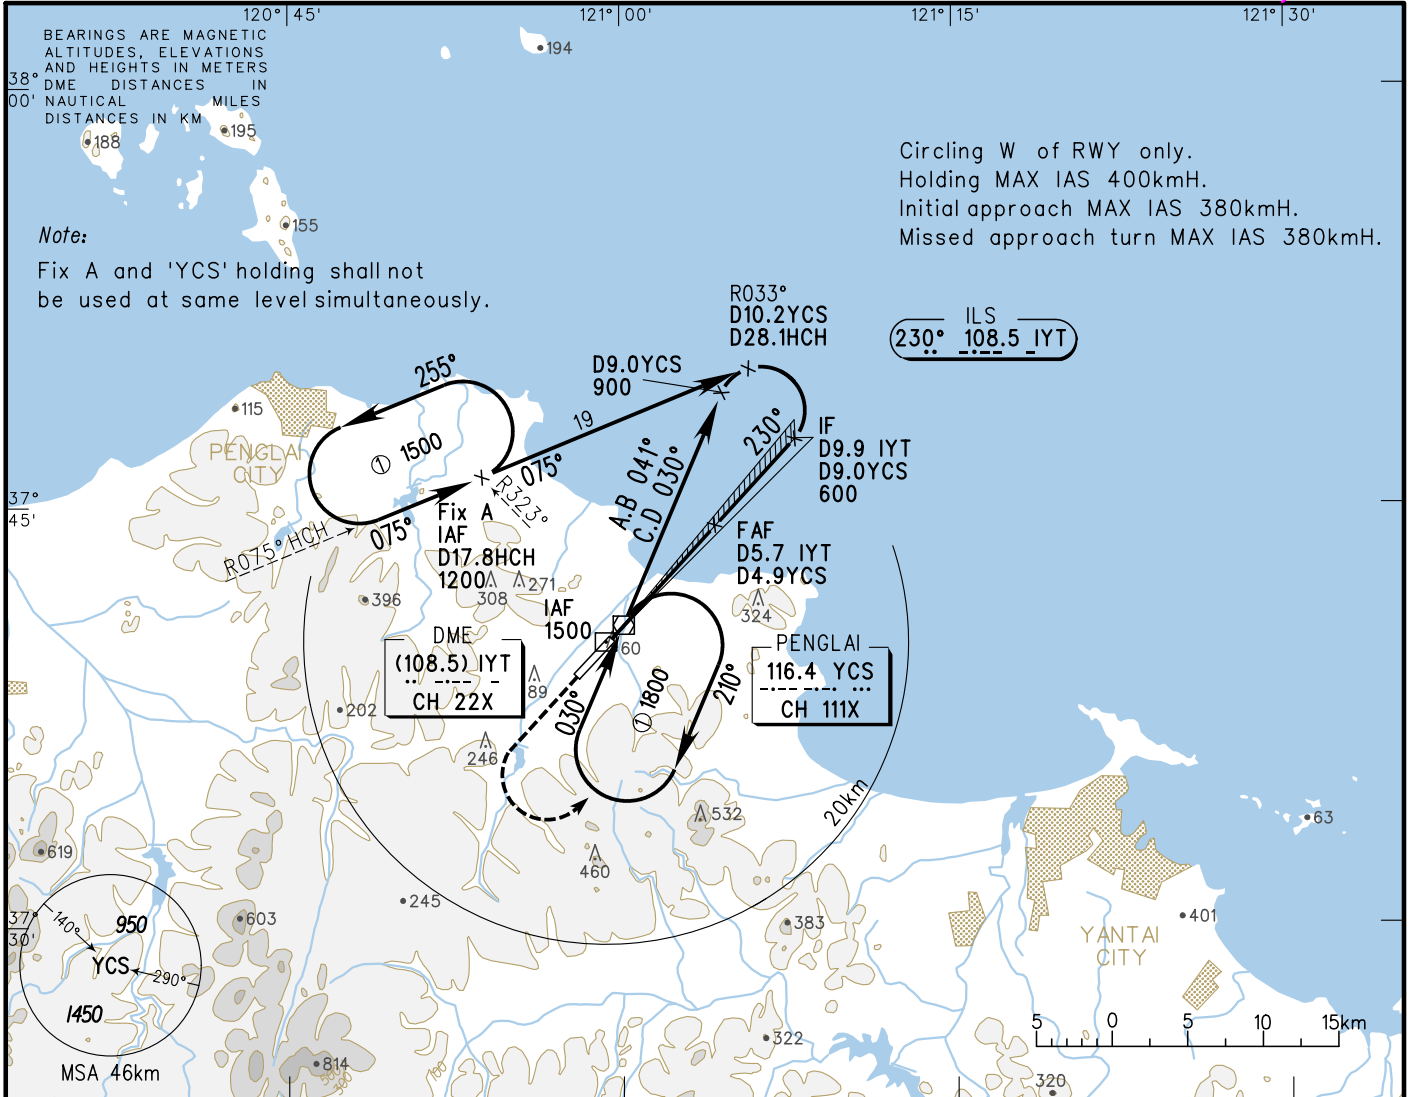 120° 45'
121° 00'
121° 15'
121° 30'
BEARINGS ARE MAGNETIC
ALTITUDES, ELEVATIONS
AND HEIGHTS IN METERS
DME DISTANCES IN
NAUTICAL MILES
DISTANCES IN KM
38°
00'
194
195
188
155
Circling W of RWY only.
Holding MAX IAS 400kmH.
Initial approach MAX IAS 380kmH.
Missed approach turn MAX IAS 380kmH.
Note:
Fix A and 'YCS' holding shall not
be used at same level simultaneously.
R033°
D10.2YCS
D28.1HCH
ILS
230° 108.5 IYT
D9.0YCS
900
255°
19
115
PENGLAI
CITY
1 1500
075°
R323°
A.B 041°
C.D 030°
230°
IF
D9.9 IYT
D9.0YCS
600
37°
45'
R075° HCH
075°
Fix A
IAF
D17.8HCH
1200
308
271
FAF
D5.7 IYT
D4.9YCS
324
396
IAF
1500
60
DME
(108.5) IYT
CH 22X
89
PENGLAI
116.4 YCS
CH 111X
202
246
030°
1 1800
210°
20km
532
460
63
619
603
245
383
401
37°
30'
140°
950
YCS
290°
1450
MSA 46km
YANTAI
CITY
5 0 5 10 15km
322
814
500
300
100
320